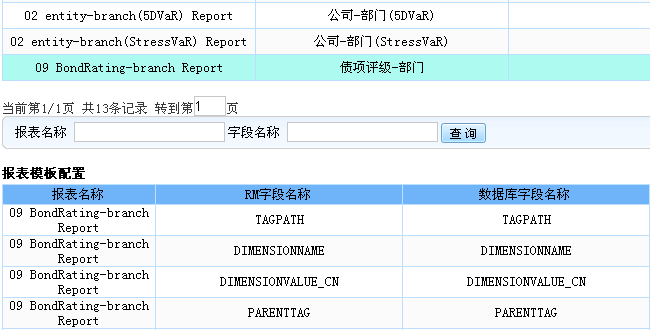 02 entity-branch(5DVaR) Report 公司-部门(5DVaR)
02 entity-branch(StressVaR) Report 公司-部门(StressVaR)
09 BondRating-branch Report 债项评级-部门
当前第1/1页 共13条记录 转到第1页
报表名称 字段名称 查询
报表模板配置
报表名称 RM字段名称 数据库字段名称
09 BondRating-branch
Report TAGPATH TAGPATH
09 BondRating-branch
Report DIMENSIONNAME DIMENSIONNAME
09 BondRating-branch
Report DIMENSIONVALUE_CN DIMENSIONVALUE_CN
09 BondRating-branch
Report PARENTTAG PARENTTAG